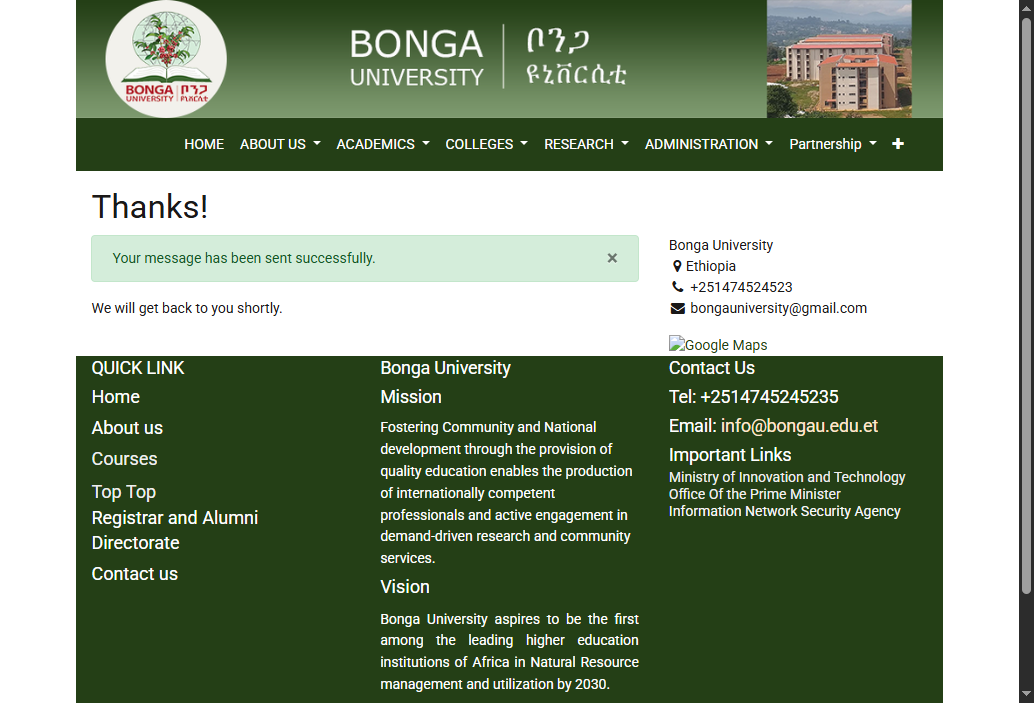 BONGA
UNIVERSITY
ቦንጋ
ዩኒቨርሲቲ
BONGA ቦንጋ
UNIVERSITY ዩኒቨርሲቲ
HOME ABOUT US ACADEMICS COLLEGES RESEARCH ADMINISTRATION Partnership
Thanks!
Your message has been sent successfully. ×
We will get back to you shortly.
Bonga University
Ethiopia
+251474524523
bongauniversity@gmail.com
Google Maps
QUICK LINK
Home
About us
Courses
Top Top
Registrar and Alumni
Directorate
Contact us
Bonga University
Mission
Fostering Community and National
development through the provision of
quality education enables the production
of internationally competent
professionals and active engagement in
demand-driven research and community
services.
Vision
Bonga University aspires to be the first
among the leading higher education
institutions of Africa in Natural Resource
management and utilization by 2030.
Contact Us
Tel: +2514745245235
Email: info@bongau.edu.et
Important Links
Ministry of Innovation and Technology
Office Of the Prime Minister
Information Network Security Agency